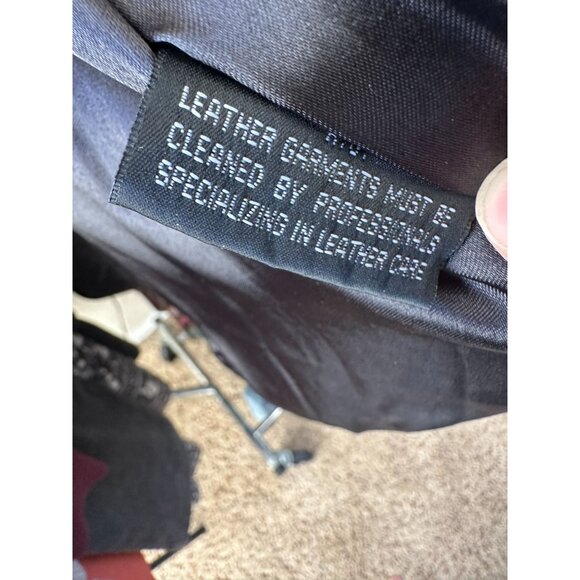 LEATHER GARMENTS MUST BE
CLEANED BY PROFESSIONALS
SPECIALIZING IN LEATHER CARE